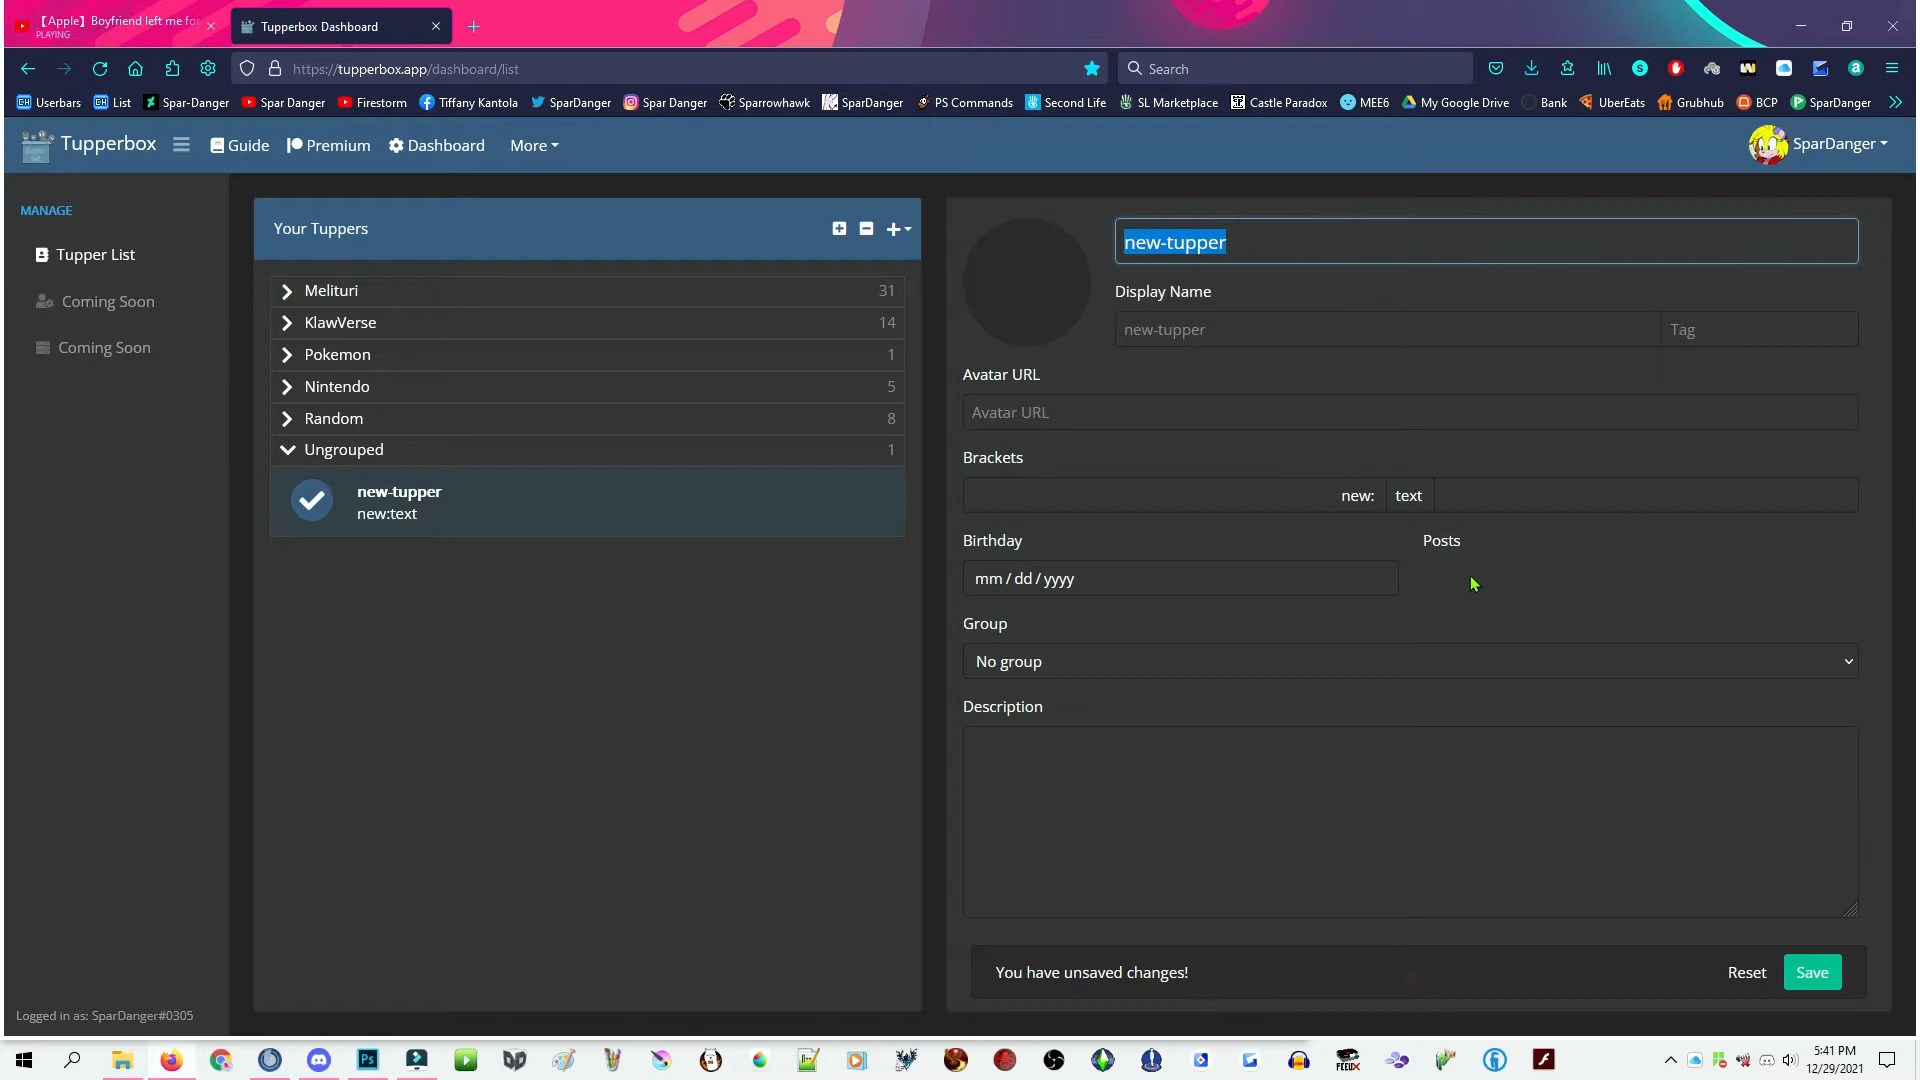 【Apple】Boyfriend left me for
PLAYING
Tupperbox Dashboard
https://tupperbox.app/dashboard/list
Search
Userbars
List
Spar-Danger
Spar Danger
Firestorm
Tiffany Kantola
SparDanger
Spar Danger
Sparrowhawk
SparDanger
PS Commands
Second Life
SL Marketplace
Castle Paradox
MEE6
My Google Drive
Bank
UberEats
Grubhub
BCP
SparDanger
Tupperbox
Guide
Premium
Dashboard
More
SparDanger
MANAGE
Tupper List
Coming Soon
Coming Soon
Logged in as: SparDanger#0305
Your Tuppers
Melituri 31
KlawVerse 14
Pokemon 1
Nintendo 5
Random 8
Ungrouped 1
new-tupper
new:text
new-tupper
Display Name
new-tupper
Tag
Avatar URL
Avatar URL
Brackets
new: text
Birthday
Posts
mm / dd / yyyy
Group
No group
Description
You have unsaved changes!
Reset
Save
Ps
5:41 PM
12/29/2021